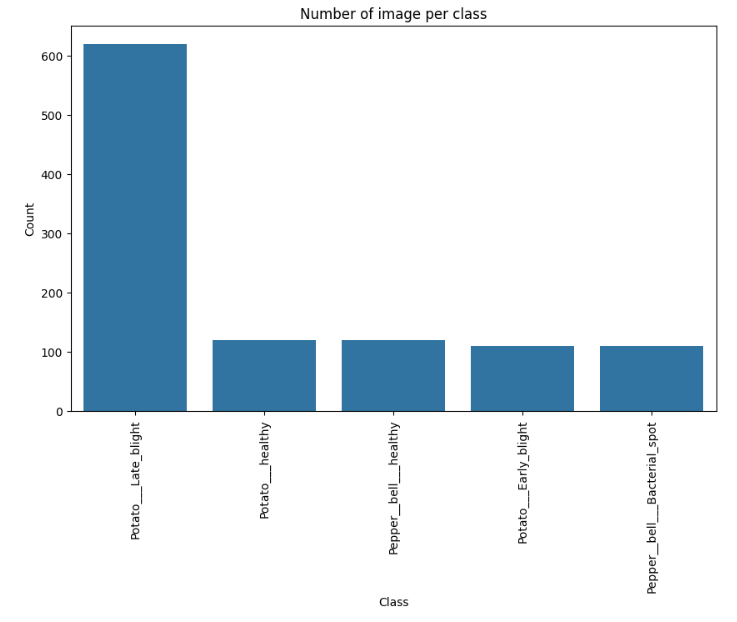 Number of image per class
600
500
400
300
200
100
0
Count
Potato___Late_blight
Potato___healthy
Pepper__bell___healthy
Potato___Early_blight
Pepper__bell___Bacterial_spot
Class